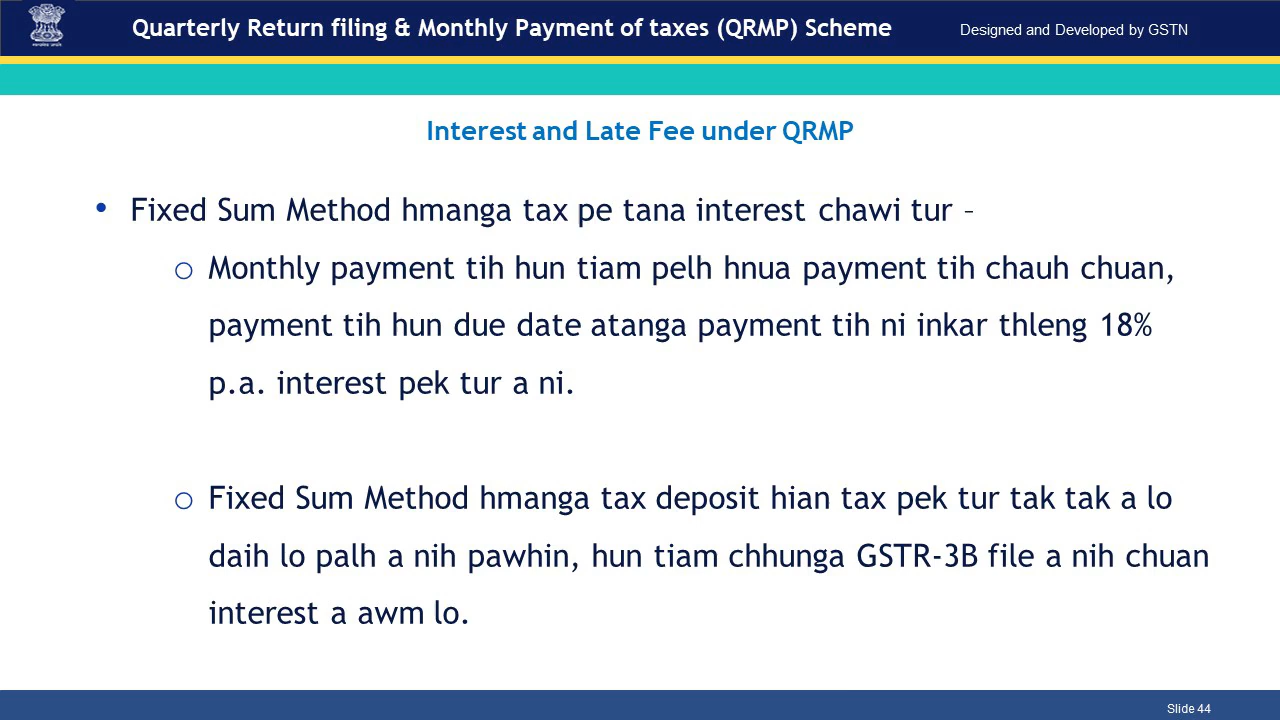 Quarterly Return filing & Monthly Payment of taxes (QRMP) Scheme
Designed and Developed by GSTN
Interest and Late Fee under QRMP
• Fixed Sum Method hmanga tax pe tana interest chawi tur –
o Monthly payment tih hun tiam pelh hnua payment tih chauh chuan,
payment tih hun due date atanga payment tih ni inkar thleng 18%
p.a. interest pek tur a ni.
o Fixed Sum Method hmanga tax deposit hian tax pek tur tak tak a lo
daih lo palh a nih pawhin, hun tiam chhunga GSTR-3B file a nih chuan
interest a awm lo.
Slide 44